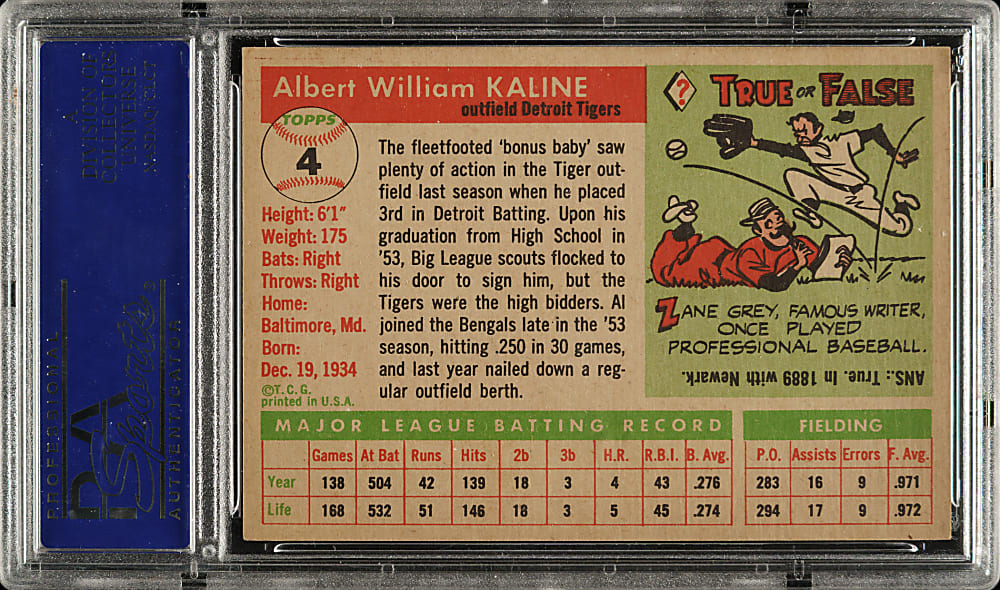 A
DIVISION OF
COLLECTORS
UNIVERSE
NASDAQ: CLCT
PROFESSIONAL
PSA
Sports
AUTHENTICATOR
Albert William KALINE
outfield Detroit Tigers
TOPPS
4
Height: 6'1"
Weight: 175
Bats: Right
Throws: Right
Home:
Baltimore, Md.
Born:
Dec. 19, 1934
©T.C.G.
printed in U.S.A.
The fleetfooted 'bonus baby' saw
plenty of action in the Tiger out-
field last season when he placed
3rd in Detroit Batting. Upon his
graduation from High School in
'53, Big League scouts flocked to
his door to sign him, but the
Tigers were the high bidders. Al
joined the Bengals late in the '53
season, hitting .250 in 30 games,
and last year nailed down a reg-
ular outfield berth.
? TRUE OR FALSE
ZANE GREY, FAMOUS WRITER,
ONCE PLAYED
PROFESSIONAL BASEBALL.
ANS.: True. In 1889 with Newark.
MAJOR LEAGUE BATTING RECORD
Games At Bat Runs Hits 2b 3b H.R. R.B.I. B. Avg.
Year 138 504 42 139 18 3 4 43 .276
Life 168 532 51 146 18 3 5 45 .274
FIELDING
P.O. Assists Errors F. Avg.
283 16 9 .971
294 17 9 .972